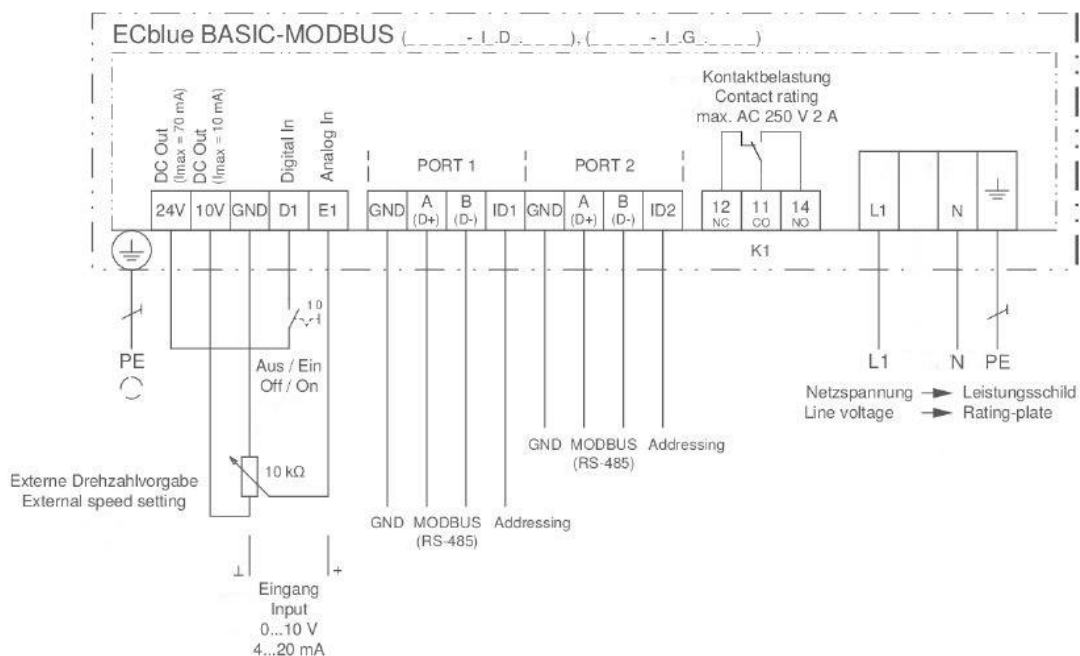 ECblue BASIC-MODBUS (_ _ _ _ _ - I _ D _ . _ _ _ _), (_ _ _ _ _ - I _ G _ . _ _ _ _)
Kontaktbelastung
Contact rating
max. AC 250 V 2 A
DC Out
(Imax = 70 mA)
DC Out
(Imax = 10 mA)
Digital In
Analog In
PORT 1
PORT 2
24V 10V GND D1 E1
GND A (D+) B (D-) ID1
GND A (D+) B (D-) ID2
12 NC 11 CO 14 NO
L1 N
K1
1 0
PE
Aus / Ein
Off / On
L1 N PE
Netzspannung Leistungsschild
Line voltage Rating-plate
GND MODBUS Addressing
(RS-485)
Externe Drehzahlvorgabe
External speed setting
10 kΩ
GND MODBUS Addressing
(RS-485)
⊥ +
Eingang
Input
0...10 V
4...20 mA